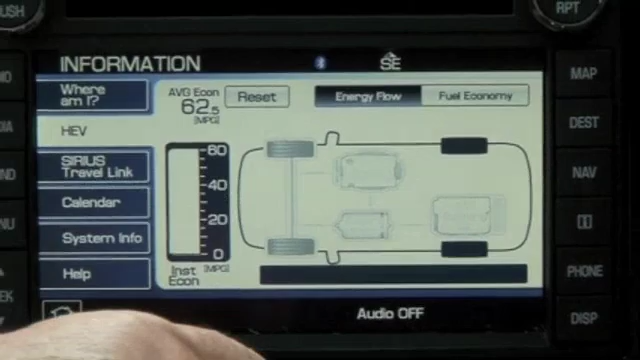 USH
RPT
INFORMATION
SE
Where
am I?
AVG Econ
62.5
[MPG]
Reset
Energy Flow
Fuel Economy
MAP
HEV
DEST
SIRIUS
Travel Link
60
40
20
0
NAV
Calendar
System Info
Inst
Econ
[MPG]
Help
PHONE
Audio OFF
DISP